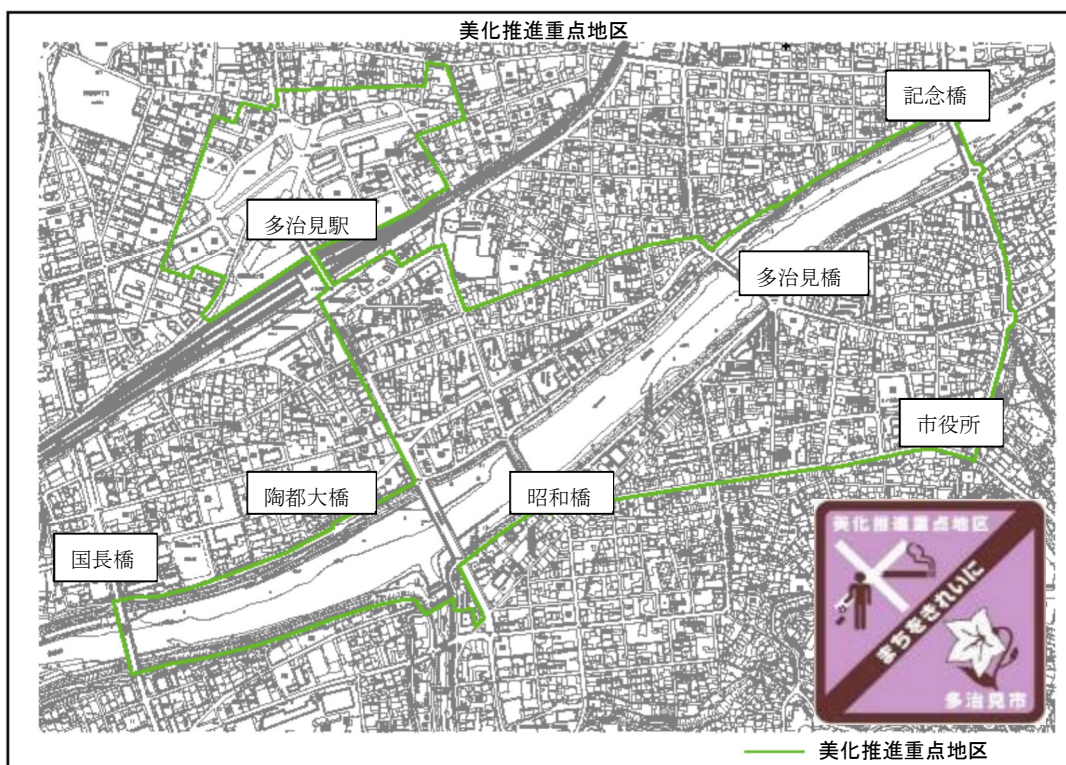 美化推進重点地区
記念橋
多治見駅
多治見橋
市役所
陶都大橋
昭和橋
国長橋
美化推進重点地区
まちをきれいに
多治見市
美化推進重点地区